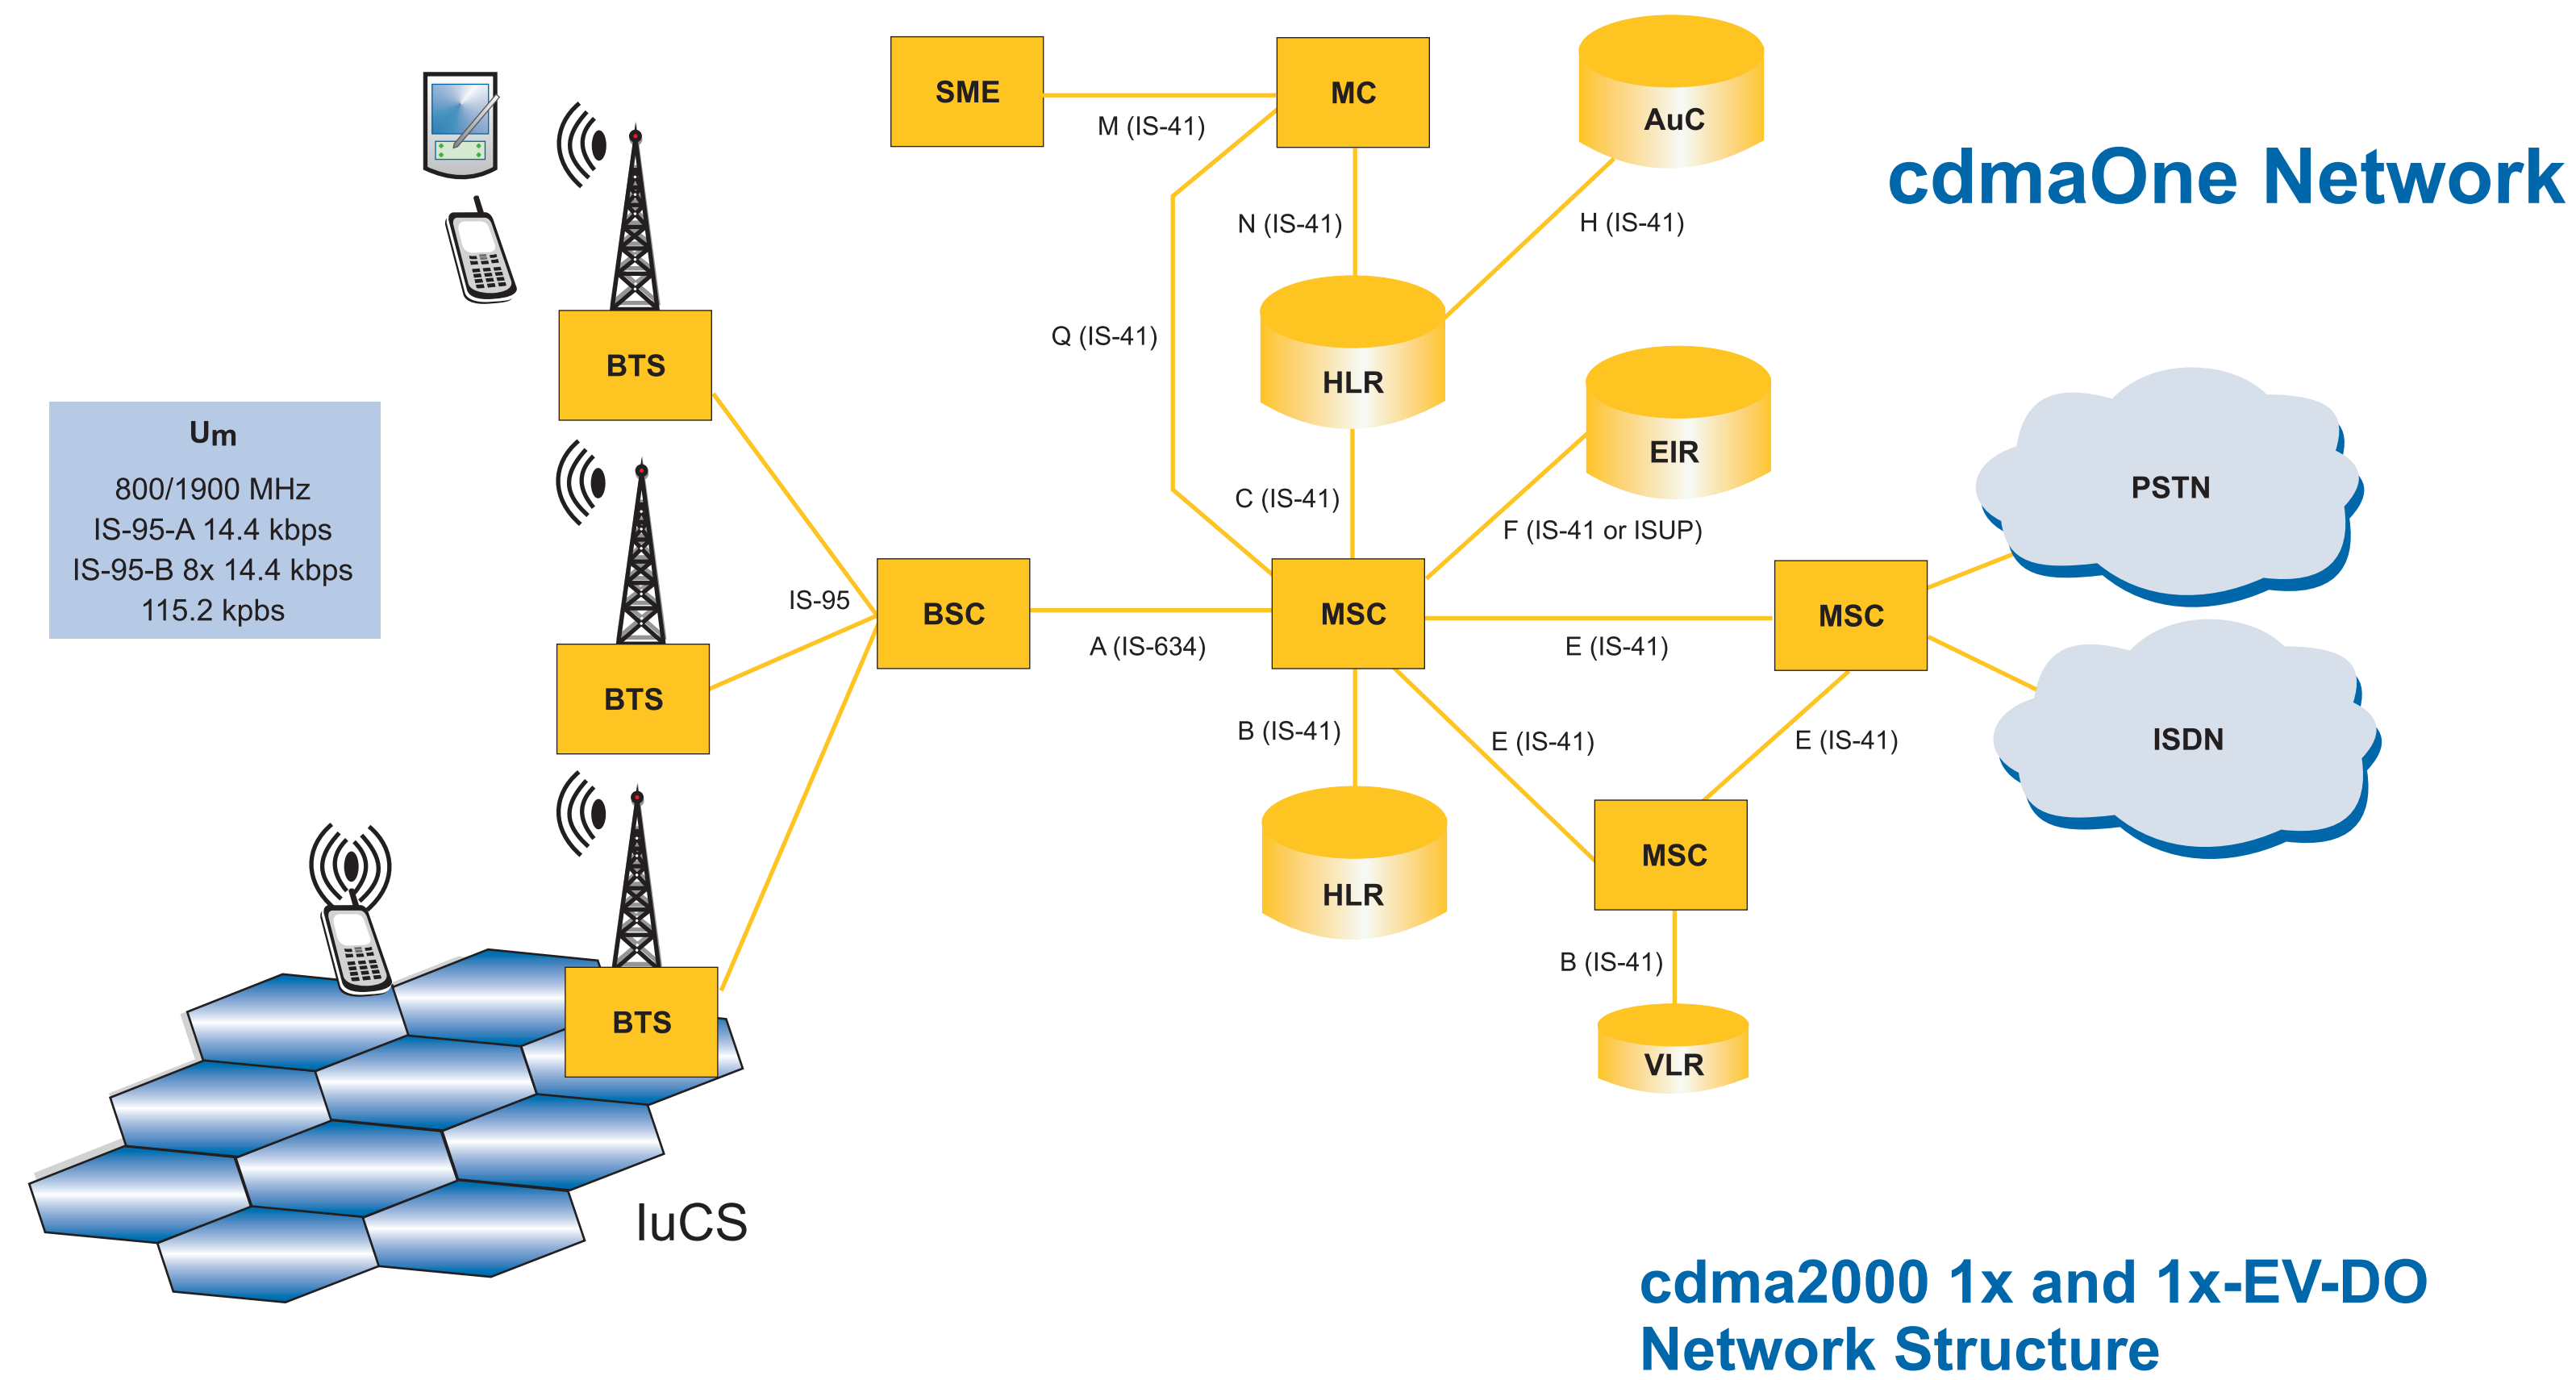 SME
MC
AuC
M (IS-41)
cdmaOne Network
N (IS-41)
H (IS-41)
Q (IS-41)
BTS
HLR
Um
800/1900 MHz
IS-95-A 14.4 kbps
IS-95-B 8x 14.4 kbps
115.2 kpbs
EIR
PSTN
C (IS-41)
F (IS-41 or ISUP)
IS-95
BSC
MSC
MSC
A (IS-634)
E (IS-41)
BTS
B (IS-41)
E (IS-41)
E (IS-41)
ISDN
MSC
HLR
B (IS-41)
BTS
VLR
IuCS
cdma2000 1x and 1x-EV-DO
Network Structure